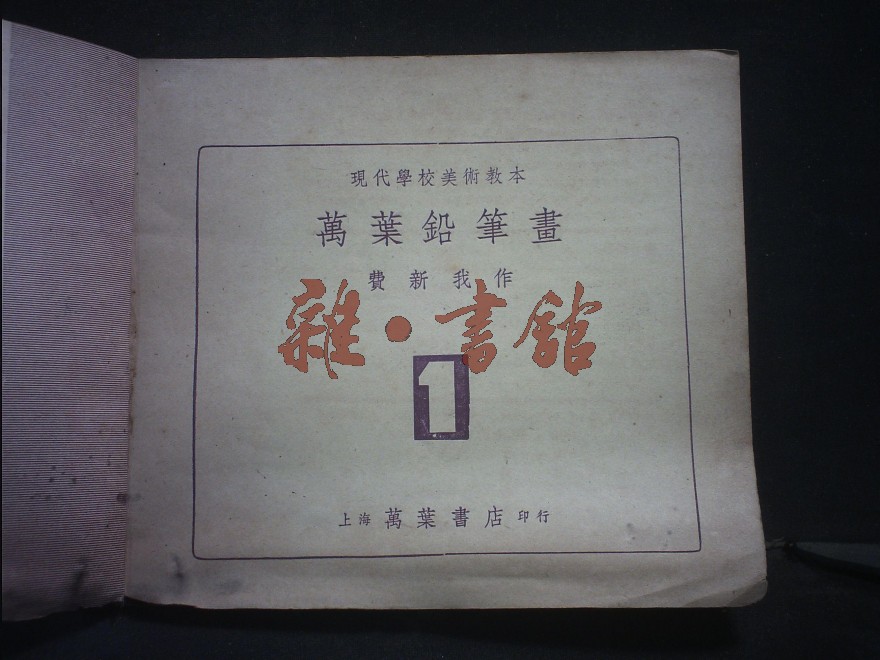 現代學校美術教本
萬葉鉛筆畫
費新我作
雜·書館
1
上海 萬葉書店 印行